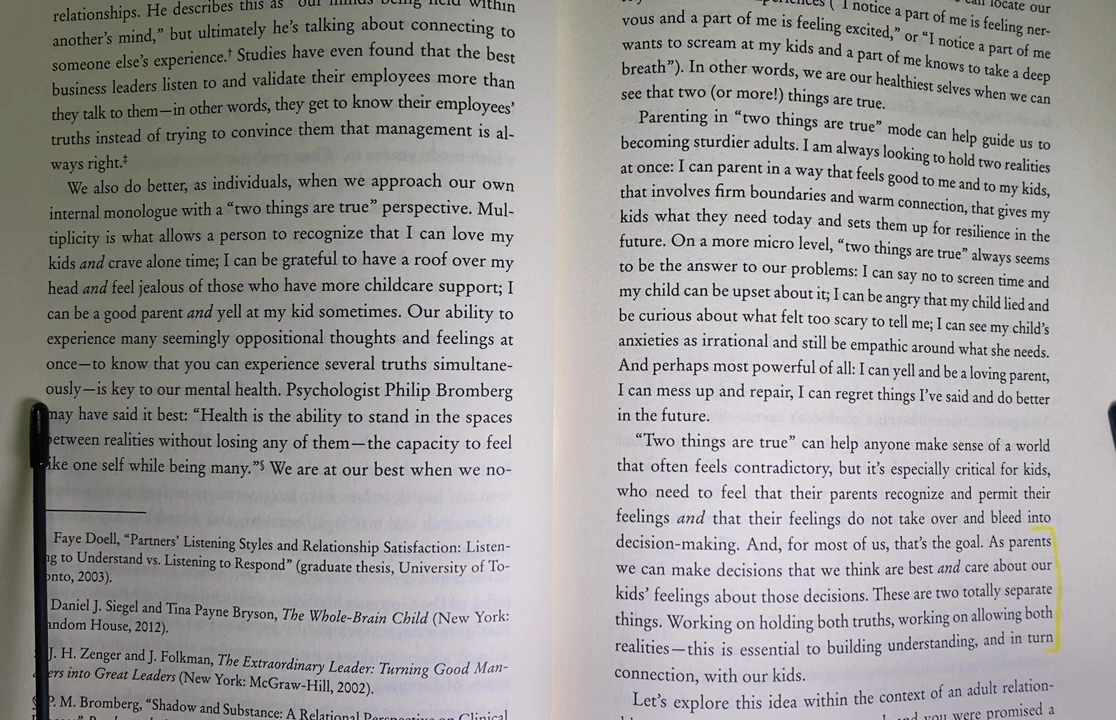 relationships. He describes this as "our minds being held within
another's mind," but ultimately he's talking about connecting to
someone else's experience.† Studies have even found that the best
business leaders listen to and validate their employees more than
they talk to them—in other words, they get to know their employees'
truths instead of trying to convince them that management is al-
ways right.‡
We also do better, as individuals, when we approach our own
internal monologue with a "two things are true" perspective. Mul-
tiplicity is what allows a person to recognize that I can love my
kids and crave alone time; I can be grateful to have a roof over my
head and feel jealous of those who have more childcare support; I
can be a good parent and yell at my kid sometimes. Our ability to
experience many seemingly oppositional thoughts and feelings at
once—to know that you can experience several truths simultane-
ously—is key to our mental health. Psychologist Philip Bromberg
may have said it best: "Health is the ability to stand in the spaces
between realities without losing any of them—the capacity to feel
like one self while being many."§ We are at our best when we no-
Faye Doell, "Partners' Listening Styles and Relationship Satisfaction: Listen-
ng to Understand vs. Listening to Respond" (graduate thesis, University of To-
onto, 2003).
Daniel J. Siegel and Tina Payne Bryson, The Whole-Brain Child (New York:
andom House, 2012).
J. H. Zenger and J. Folkman, The Extraordinary Leader: Turning Good Man-
ers into Great Leaders (New York: McGraw-Hill, 2002).
§ P. M. Bromberg, "Shadow and Substance: A Relational Perspective on Clinical
can locate our
("I notice a part of me is feeling ner-
vous and a part of me is feeling excited," or "I notice a part of me
wants to scream at my kids and a part of me knows to take a deep
breath"). In other words, we are our healthiest selves when we can
see that two (or more!) things are true.
Parenting in "two things are true" mode can help guide us to
becoming sturdier adults. I am always looking to hold two realities
at once: I can parent in a way that feels good to me and to my kids,
that involves firm boundaries and warm connection, that gives my
kids what they need today and sets them up for resilience in the
future. On a more micro level, "two things are true" always seems
to be the answer to our problems: I can say no to screen time and
my child can be upset about it; I can be angry that my child lied and
be curious about what felt too scary to tell me; I can see my child's
anxieties as irrational and still be empathic around what she needs.
And perhaps most powerful of all: I can yell and be a loving parent,
I can mess up and repair, I can regret things I've said and do better
in the future.
"Two things are true" can help anyone make sense of a world
that often feels contradictory, but it's especially critical for kids,
who need to feel that their parents recognize and permit their
feelings and that their feelings do not take over and bleed into
decision-making. And, for most of us, that's the goal. As parents
we can make decisions that we think are best and care about our
kids' feelings about those decisions. These are two totally separate
things. Working on holding both truths, working on allowing both
realities—this is essential to building understanding, and in turn
connection, with our kids.
Let's explore this idea within the context of an adult relation-
you were promised a